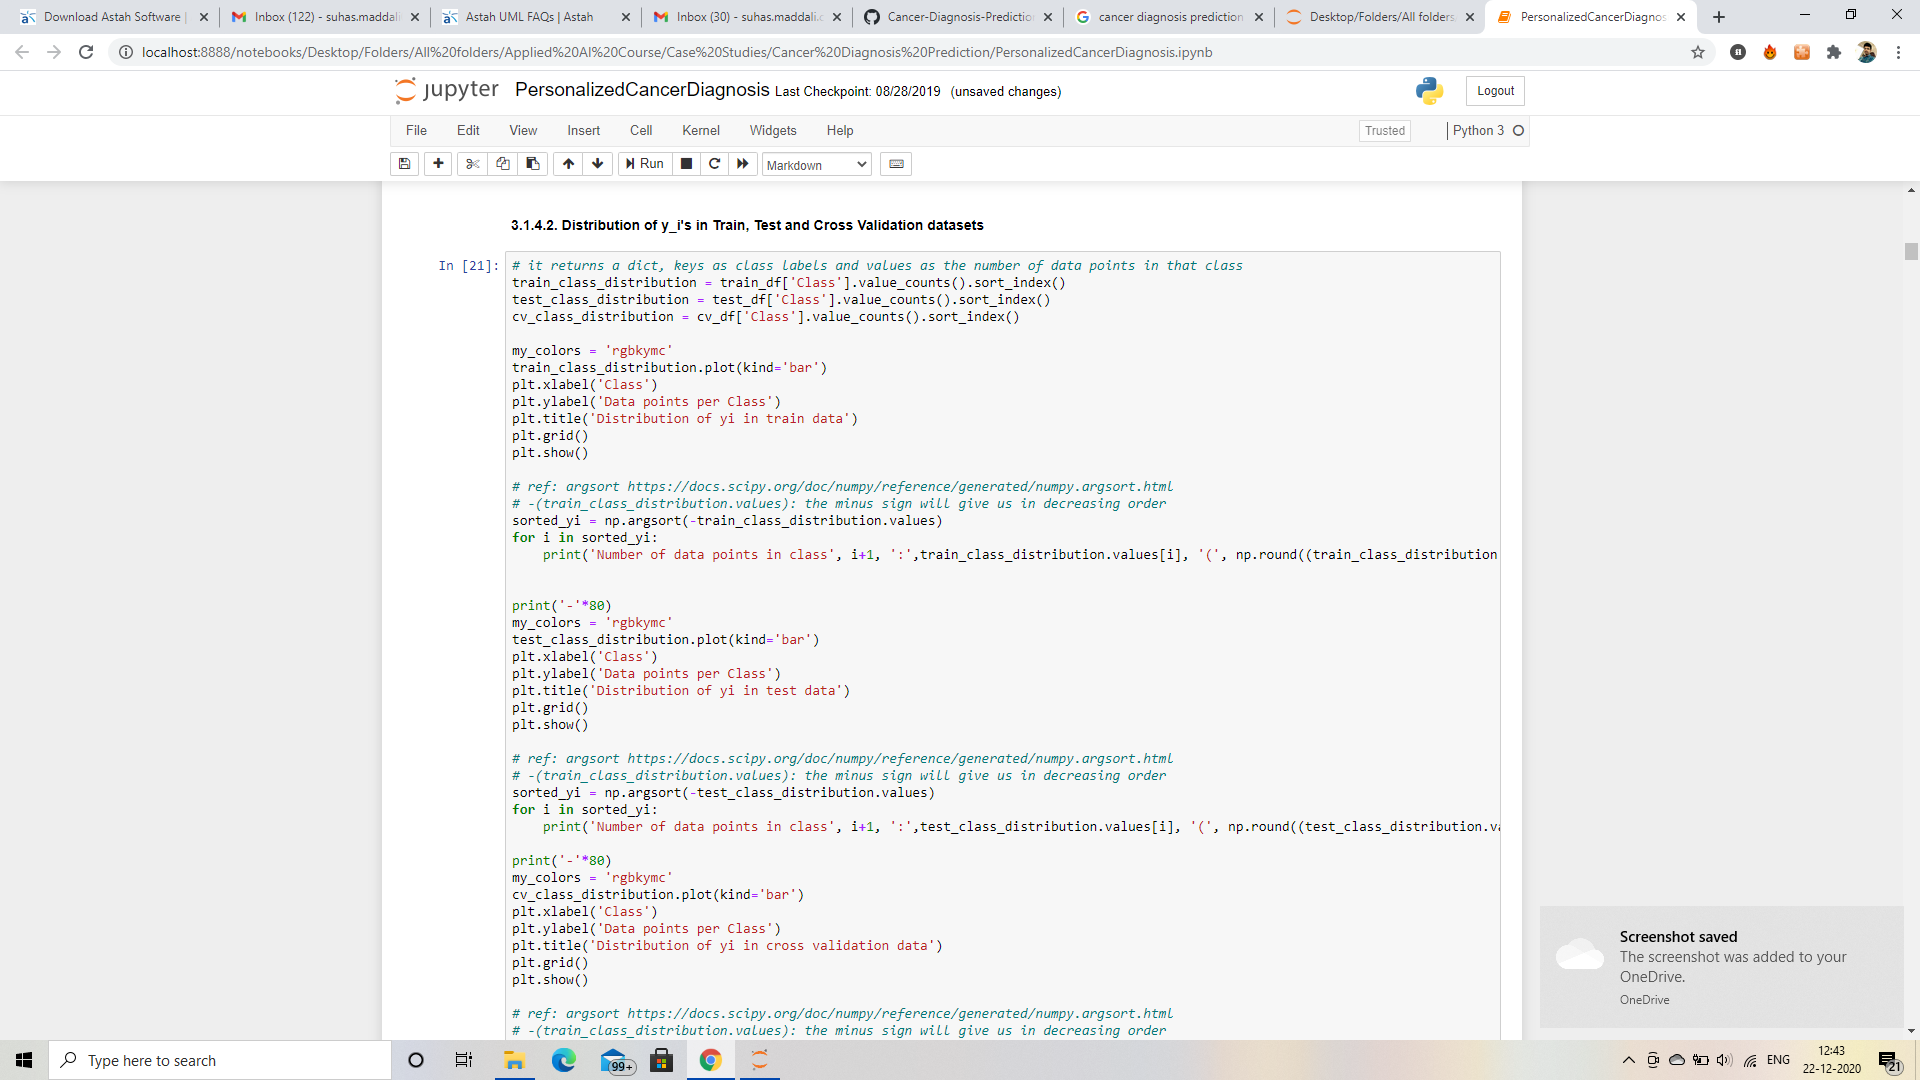 Download Astah Software |
Inbox (122) - suhas.maddali
Astah UML FAQs | Astah
Inbox (30) - suhas.maddali.c
Cancer-Diagnosis-Predictio
cancer diagnosis prediction
Desktop/Folders/All folders
PersonalizedCancerDiagnos
localhost:8888/notebooks/Desktop/Folders/All%20folders/Applied%20AI%20Course/Case%20Studies/Cancer%20Diagnosis%20Prediction/PersonalizedCancerDiagnosis.ipynb
jupyter PersonalizedCancerDiagnosis Last Checkpoint: 08/28/2019 (unsaved changes)
Logout
File Edit View Insert Cell Kernel Widgets Help
Trusted
Python 3
Run
Markdown
3.1.4.2. Distribution of y_i's in Train, Test and Cross Validation datasets
In [21]:
# it returns a dict, keys as class labels and values as the number of data points in that class
train_class_distribution = train_df['Class'].value_counts().sort_index()
test_class_distribution = test_df['Class'].value_counts().sort_index()
cv_class_distribution = cv_df['Class'].value_counts().sort_index()
my_colors = 'rgbkymc'
train_class_distribution.plot(kind='bar')
plt.xlabel('Class')
plt.ylabel('Data points per Class')
plt.title('Distribution of yi in train data')
plt.grid()
plt.show()
# ref: argsort https://docs.scipy.org/doc/numpy/reference/generated/numpy.argsort.html
# -(train_class_distribution.values): the minus sign will give us in decreasing order
sorted_yi = np.argsort(-train_class_distribution.values)
for i in sorted_yi:
    print('Number of data points in class', i+1, ':',train_class_distribution.values[i], '(', np.round((train_class_distribution
print('-'*80)
my_colors = 'rgbkymc'
test_class_distribution.plot(kind='bar')
plt.xlabel('Class')
plt.ylabel('Data points per Class')
plt.title('Distribution of yi in test data')
plt.grid()
plt.show()
# ref: argsort https://docs.scipy.org/doc/numpy/reference/generated/numpy.argsort.html
# -(train_class_distribution.values): the minus sign will give us in decreasing order
sorted_yi = np.argsort(-test_class_distribution.values)
for i in sorted_yi:
    print('Number of data points in class', i+1, ':',test_class_distribution.values[i], '(', np.round((test_class_distribution.va
print('-'*80)
my_colors = 'rgbkymc'
cv_class_distribution.plot(kind='bar')
plt.xlabel('Class')
plt.ylabel('Data points per Class')
plt.title('Distribution of yi in cross validation data')
plt.grid()
plt.show()
# ref: argsort https://docs.scipy.org/doc/numpy/reference/generated/numpy.argsort.html
# -(train_class_distribution.values): the minus sign will give us in decreasing order
Screenshot saved
The screenshot was added to your
OneDrive.
OneDrive
Type here to search
99+
ENG
12:43
22-12-2020
21